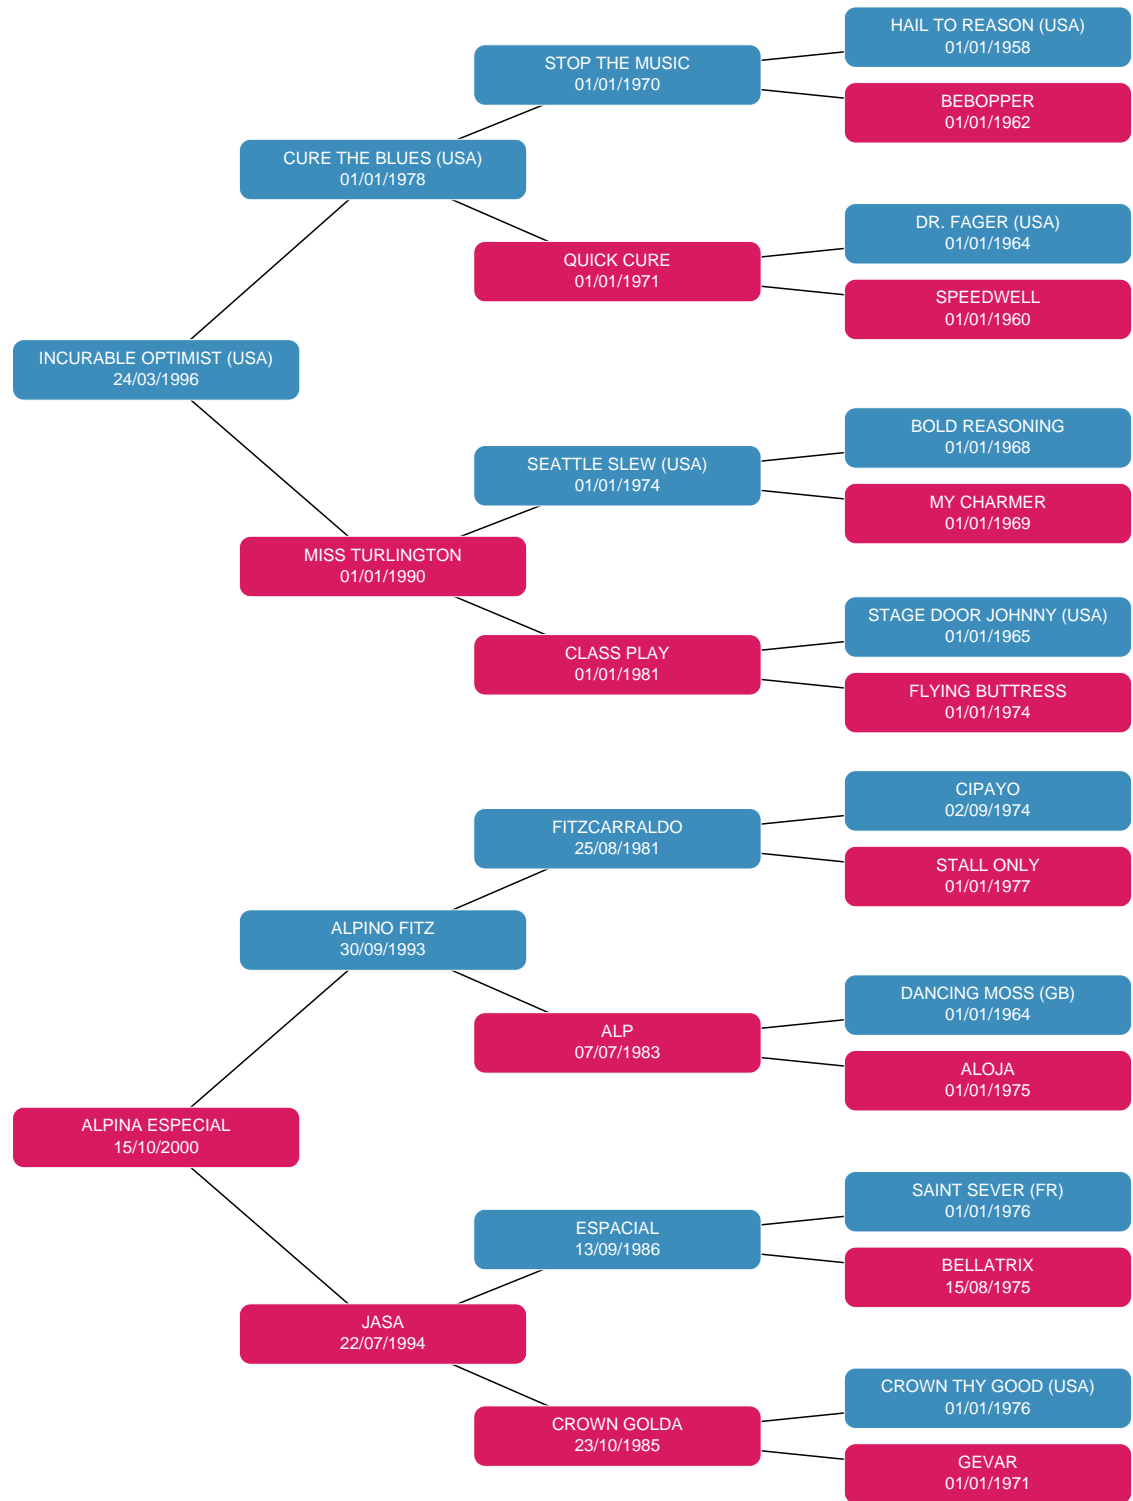 HAIL TO REASON (USA)
01/01/1958
STOP THE MUSIC
01/01/1970
BEBOPPER
01/01/1962
CURE THE BLUES (USA)
01/01/1978
DR. FAGER (USA)
01/01/1964
QUICK CURE
01/01/1971
SPEEDWELL
01/01/1960
INCURABLE OPTIMIST (USA)
24/03/1996
BOLD REASONING
01/01/1968
SEATTLE SLEW (USA)
01/01/1974
MY CHARMER
01/01/1969
MISS TURLINGTON
01/01/1990
STAGE DOOR JOHNNY (USA)
01/01/1965
CLASS PLAY
01/01/1981
FLYING BUTTRESS
01/01/1974
CIPAYO
02/09/1974
FITZCARRALDO
25/08/1981
STALL ONLY
01/01/1977
ALPINO FITZ
30/09/1993
DANCING MOSS (GB)
01/01/1964
ALP
07/07/1983
ALOJA
01/01/1975
ALPINA ESPECIAL
15/10/2000
SAINT SEVER (FR)
01/01/1976
ESPACIAL
13/09/1986
BELLATRIX
15/08/1975
JASA
22/07/1994
CROWN THY GOOD (USA)
01/01/1976
CROWN GOLDA
23/10/1985
GEVAR
01/01/1971